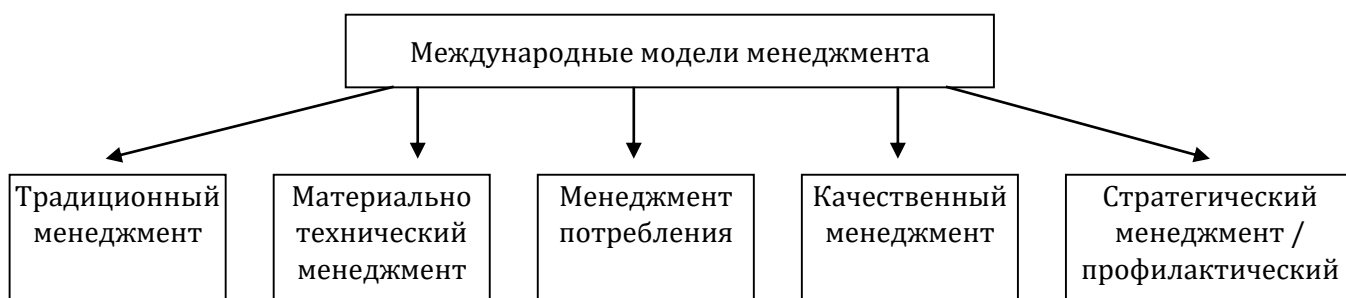 Международные модели менеджмента
Традиционный
менеджмент
Материально
технический
менеджмент
Менеджмент
потребления
Качественный
менеджмент
Стратегический
менеджмент /
профилактический